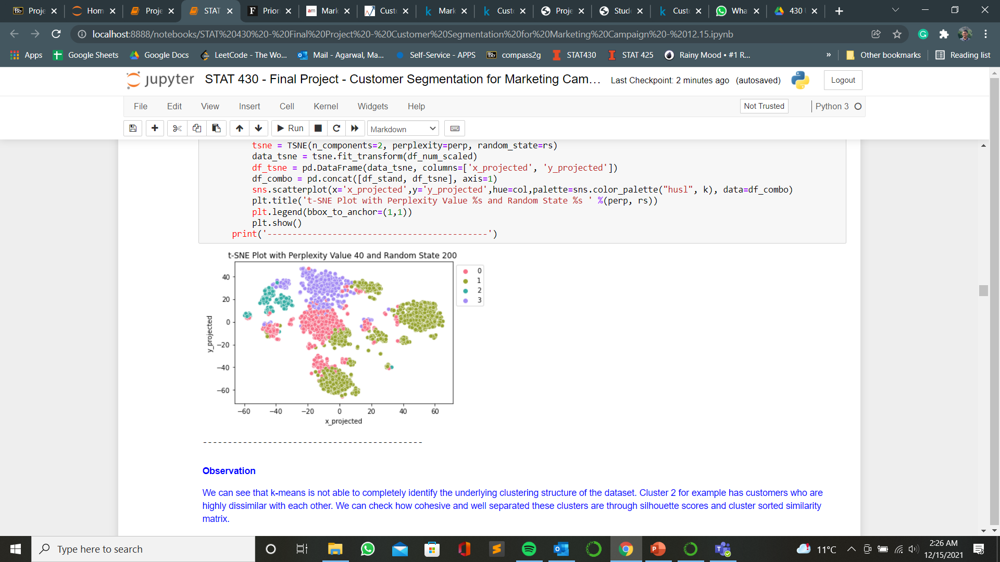 Bb Proje
Hom
Proje
STAT
F Prior
am Mark
Custo
k Mark
k Custo
Proje
Stud
k Custo
Wha
430
localhost:8888/notebooks/STAT%20430%20-%20Final%20Project%20-%20Customer%20Segmentation%20for%20Marketing%20Campaign%20-%2012.15.ipynb
Apps Google Sheets Google Docs LeetCode - The Wo... Mail - Agarwal, Ma... Self-Service - APPS Bb compass2g STAT430 STAT 425 Rainy Mood • #1 R... » Other bookmarks Reading list
jupyter STAT 430 - Final Project - Customer Segmentation for Marketing Cam... Last Checkpoint: 2 minutes ago (autosaved) Logout
File Edit View Insert Cell Kernel Widgets Help Not Trusted Python 3
Run Markdown
tsne = TSNE(n_components=2, perplexity=perp, random_state=rs)
data_tsne = tsne.fit_transform(df_num_scaled)
df_tsne = pd.DataFrame(data_tsne, columns=['x_projected', 'y_projected'])
df_combo = pd.concat([df_stand, df_tsne], axis=1)
sns.scatterplot(x='x_projected',y='y_projected',hue=col,palette=sns.color_palette("husl", k), data=df_combo)
plt.title('t-SNE Plot with Perplexity Value %s and Random State %s ' %(perp, rs))
plt.legend(bbox_to_anchor=(1,1))
plt.show()
print('--------------------------------------------')
t-SNE Plot with Perplexity Value 40 and Random State 200
40
20
0
−20
−40
−60
y_projected
−60 −40 −20 0 20 40 60
x_projected
0
1
2
3
--------------------------------------------
Observation
We can see that k-means is not able to completely identify the underlying clustering structure of the dataset. Cluster 2 for example has customers who are
highly dissimilar with each other. We can check how cohesive and well separated these clusters are through silhouette scores and cluster sorted similarity
matrix.
Type here to search
11°C
2:26 AM
12/15/2021